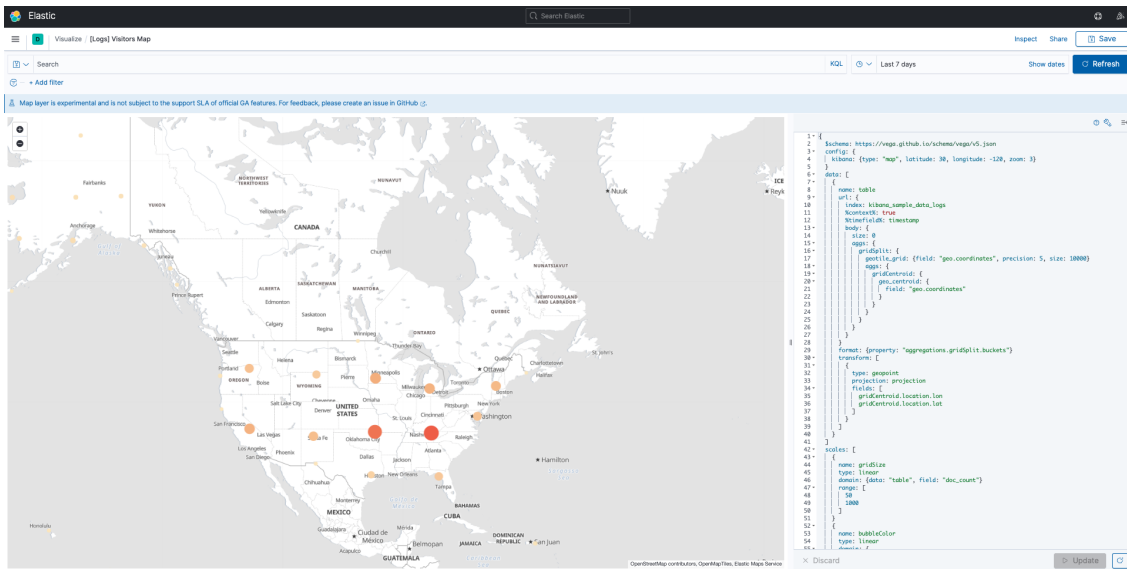 Elastic
Search Elastic
D
Visualize / [Logs] Visitors Map
Inspect Share Save
Search KQL Last 7 days Show dates Refresh
+ Add filter
Map layer is experimental and is not subject to the support SLA of official GA features. For feedback, please create an issue in GitHub
Fairbanks
NORTHWEST
TERRITORIES
NUNAVUT
Nuuk
ICE
Reyk
YUKON
Yellowknife
Anchorage
Whitehorse
CANADA
Gulf of
Alaska
Juneau
Churchill
NUNATSIAVUT
Prince Rupert
ALBERTA
SASKATCHEWAN
MANITOBA
Edmonton
NEWFOUNDLAND
AND LABRADOR
Saskatoon
QUEBEC
Calgary
Regina
Winnipeg
ONTARIO
Vancouver
Thunder Bay
St. John's
Seattle
Helena
Bismarck
Quebec
Charlottetown
Portland
Ottawa
Halifax
OREGON
Boise
WYOMING
Pierre
Minneapolis
Milwaukee
Toronto
Detroit
Boston
Chicago
Salt Lake City
Cheyenne
Omaha
Pittsburgh
New York
Denver
UNITED
STATES
St. Louis
Cincinnati
Washington
San Francisco
Las Vegas
Santa Fe
Oklahoma City
Nash
Raleigh
Los Angeles
Phoenix
Atlanta
San Diego
Dallas
Jackson
Hamilton
Houston
New Orleans
Chihuahua
Tampa
Monterrey
BAHAMAS
MEXICO
CUBA
Honolulu
Guadalajara
Ciudad de
México
Mérida
DOMINICAN
REPUBLIC
San Juan
Belmopan
JAMAICA
Acapulco
GUATEMALA
OpenStreetMap contributors, OpenMapTiles, Elastic Maps Service
1 {
2 $schema: https://vega.github.io/schema/vega/v5.json
3 config: {
4 kibana: {type: "map", latitude: 30, longitude: -120, zoom: 3}
5 }
6 data: [
7 {
8 name: table
9 url: {
10 index: kibana_sample_data_logs
11 %context%: true
12 %timefield%: timestamp
13 body: {
14 size: 0
15 aggs: {
16 gridSplit: {
17 geotile_grid: {field: "geo.coordinates", precision: 5, size: 10000}
18 aggs: {
19 gridCentroid: {
20 geo_centroid: {
21 field: "geo.coordinates"
22 }
23 }
24 }
25 }
26 }
27 }
28 }
29 format: {property: "aggregations.gridSplit.buckets"}
30 transform: [
31 {
32 type: geopoint
33 projection: projection
34 fields: [
35 gridCentroid.location.lon
36 gridCentroid.location.lat
37 ]
38 }
39 ]
40 }
41 ]
42 scales: [
43 {
44 name: gridSize
45 type: linear
46 domain: {data: "table", field: "doc_count"}
47 range: [
48 50
49 1000
50 ]
51 }
52 {
53 name: bubbleColor
54 type: linear
55 domain: {
Discard Update